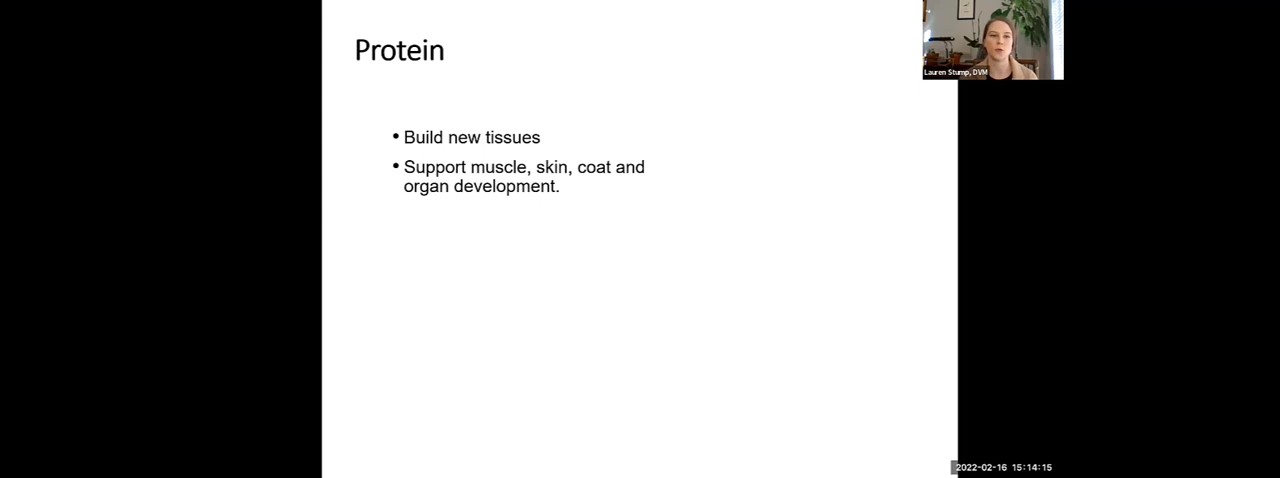 Protein
Lauren Stump, DVM
• Build new tissues
• Support muscle, skin, coat and
organ development.
2022-02-16 15:14:15